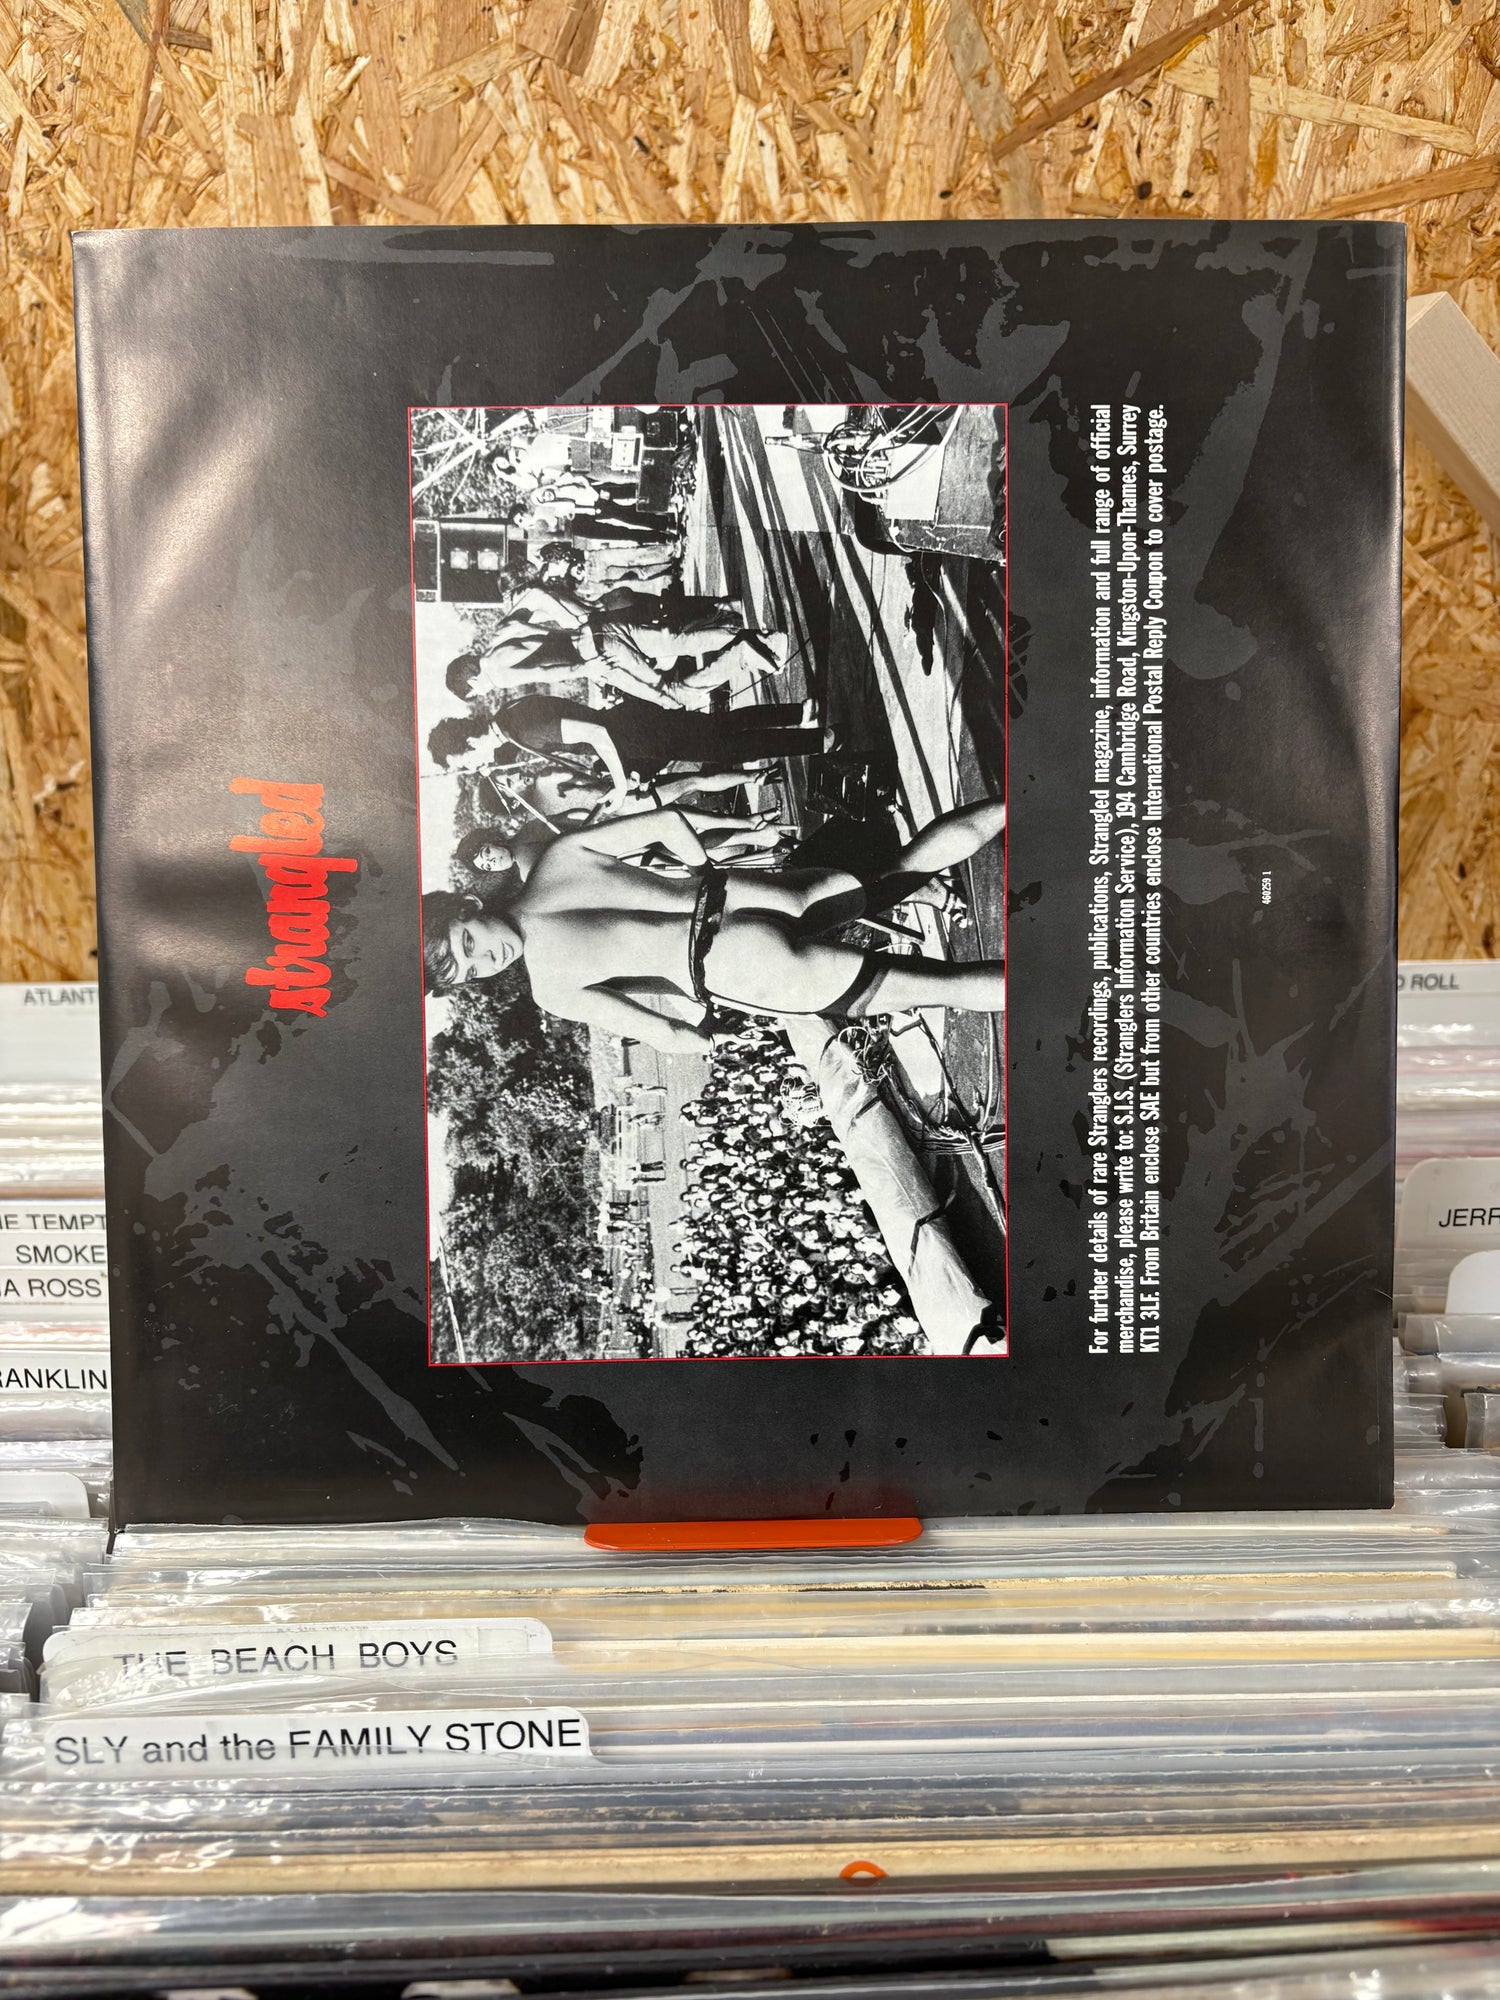 strangled
For further details of rare Stranglers recordings, publications, Strangled magazine, information and full range of official
merchandise, please write to: S.I.S. (Stranglers Information Service), 194 Cambridge Road, Kingston-Upon-Thames, Surrey
KT1 3LF. From Britain enclose SAE but from other countries enclose International Postal Reply Coupon to cover postage.
460259 1
ATLANT
ROLL
SMOKE
ROSS
JERR
RANKLIN
THE BEACH BOYS
SLY and the FAMILY STONE